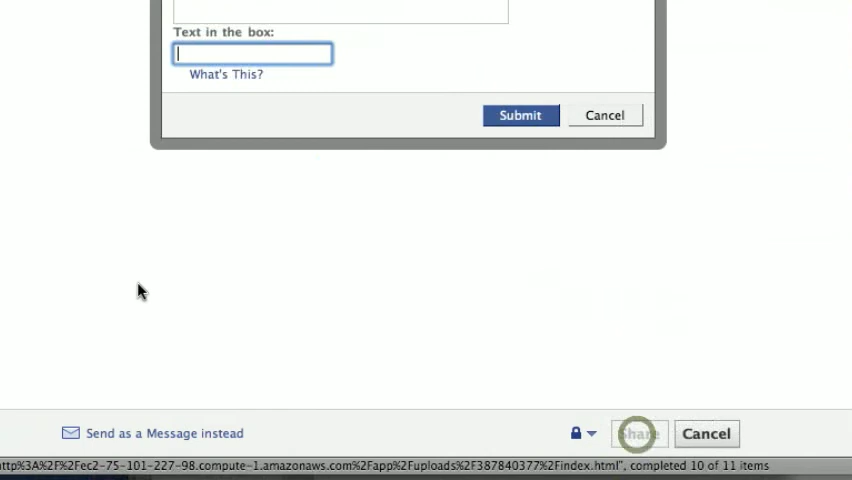 Text in the box:
What's This?
Submit Cancel
Send as a Message instead
Share Cancel
ttp%3A%2F%2Fec2-75-101-227-98.compute-1.amazonaws.com%2Fapp%2Fuploads%2F387840377%2Findex.html", completed 10 of 11 items